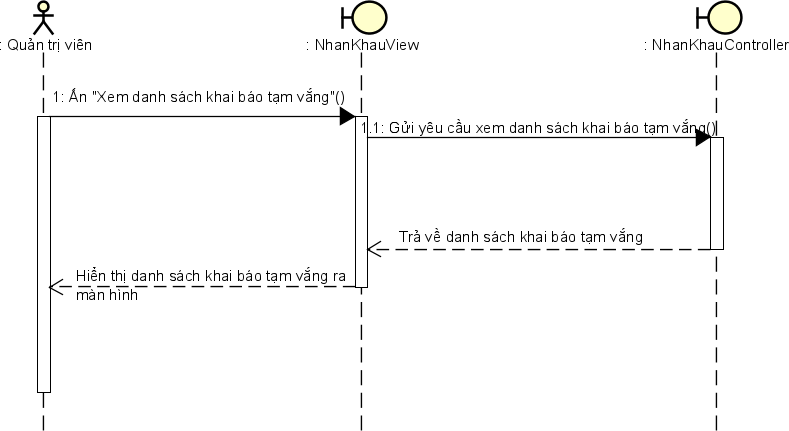 : Quản trị viên
: NhanKhauView
: NhanKhauController
1: Ấn "Xem danh sách khai báo tạm vắng"()
1.1: Gửi yêu cầu xem danh sách khai báo tạm vắng()
Trả về danh sách khai báo tạm vắng
Hiển thị danh sách khai báo tạm vắng ra
màn hình